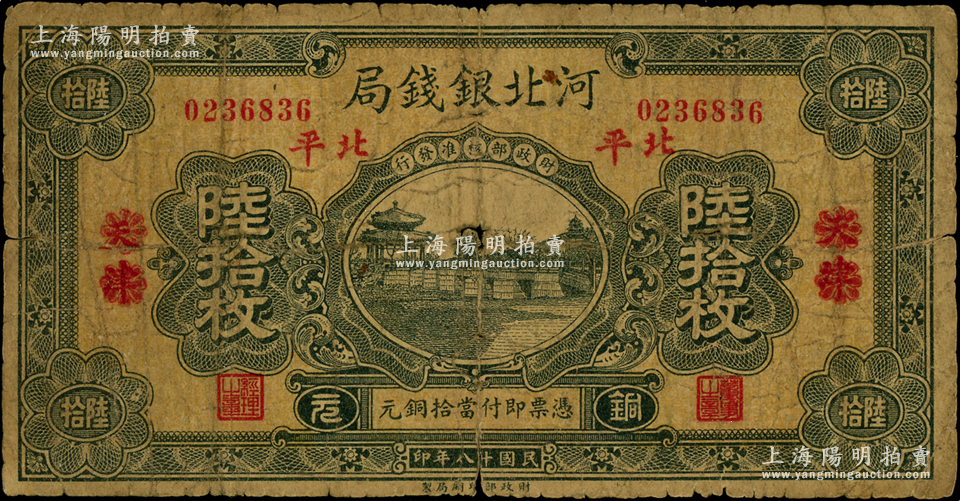 上海陽明拍賣
www.yangmingauction.com
河北銀錢局
0236836
0236836
北平
北平
財政部核准發行
陸拾
陸拾
陸拾枚
陸拾枚
天津
天津
上海陽明拍賣
www.yangmingauction.com
陸拾
陸拾
銅元
憑票即付當拾銅元
民國十八年印
財政部印刷局製
上海陽明拍賣
www.yangmingauction.com